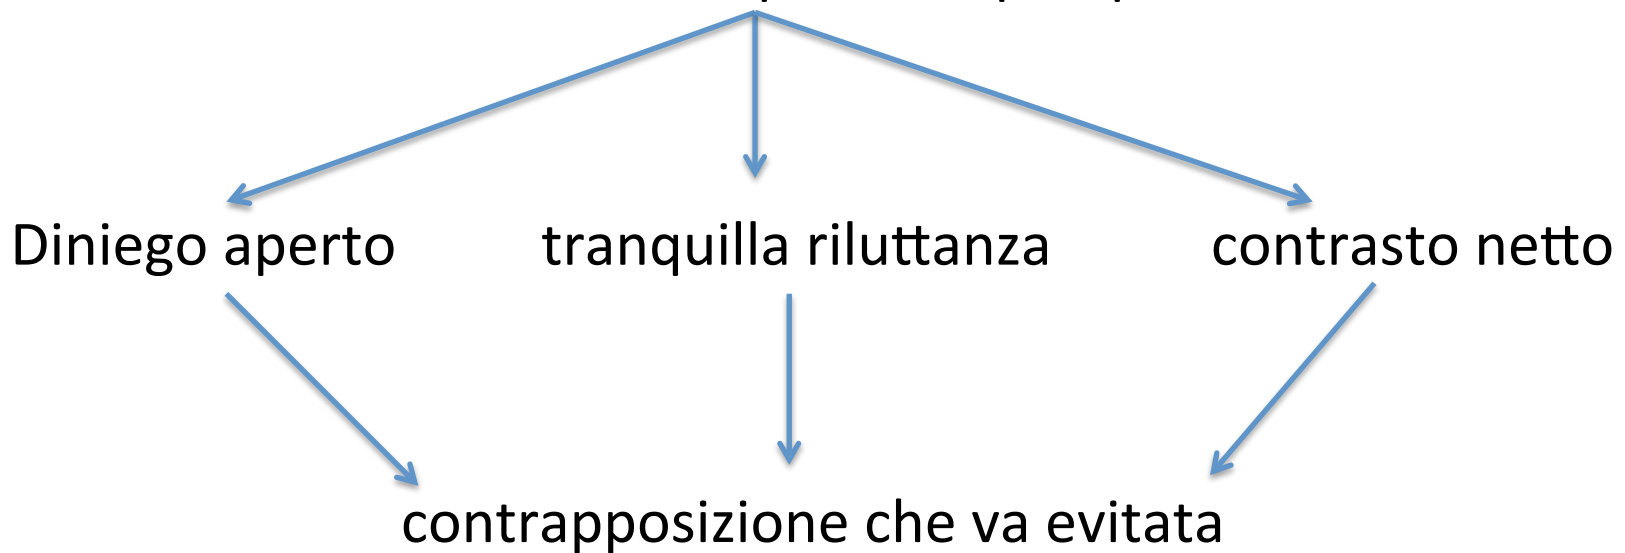 Diniego aperto tranquilla riluttanza contrasto netto
contrapposizione che va evitata